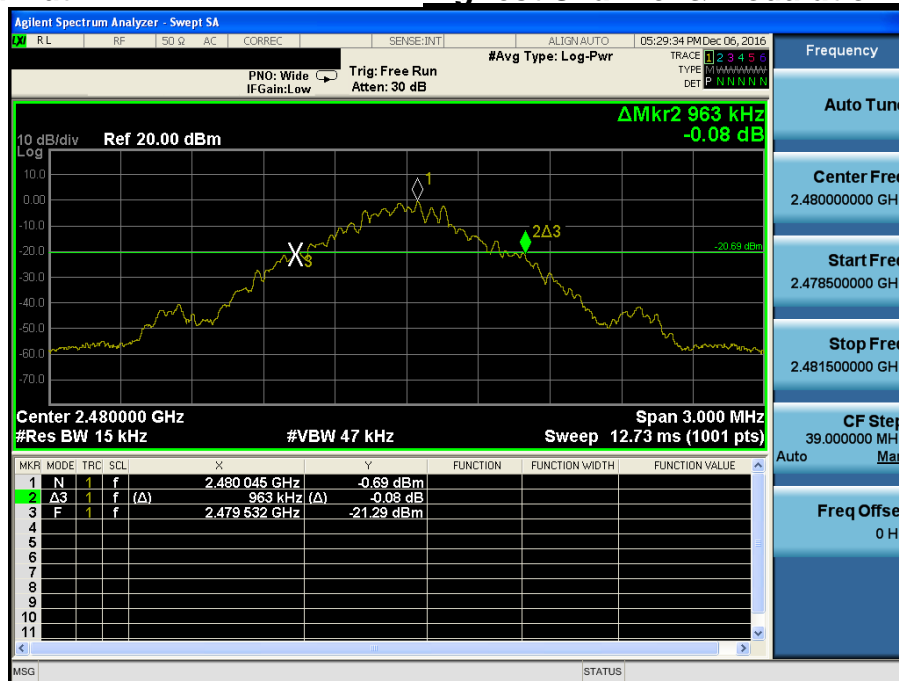 Agilent Spectrum Analyzer - Swept SA
LXI RL RF 50 Ω AC CORREC SENSE:INT ALIGN AUTO 05:29:34 PM Dec 06, 2016
PNO: Wide
IFGain:Low
Trig: Free Run
Atten: 30 dB
#Avg Type: Log-Pwr
TRACE 1 2 3 4 5 6
TYPE M W W W W W
DET P N N N N N
ΔMkr2 963 kHz
-0.08 dB
10 dB/div Ref 20.00 dBm
Log
10.0
0.00
-10.0
-20.0
-30.0
-40.0
-50.0
-60.0
-70.0
1
2Δ3
3
-20.69 dBm
Center 2.480000 GHz Span 3.000 MHz
#Res BW 15 kHz #VBW 47 kHz Sweep 12.73 ms (1001 pts)
MKR MODE TRC SCL X Y FUNCTION FUNCTION WIDTH FUNCTION VALUE
1 N 1 f 2.480 045 GHz -0.69 dBm
2 Δ3 1 f (Δ) 963 kHz (Δ) -0.08 dB
3 F 1 f 2.479 532 GHz -21.29 dBm
4
5
6
7
8
9
10
11
MSG STATUS
Frequency
Auto Tune
Center Freq
2.480000000 GH
Start Freq
2.478500000 GH
Stop Freq
2.481500000 GH
CF Step
39.000000 MH
Auto Man
Freq Offset
0 H